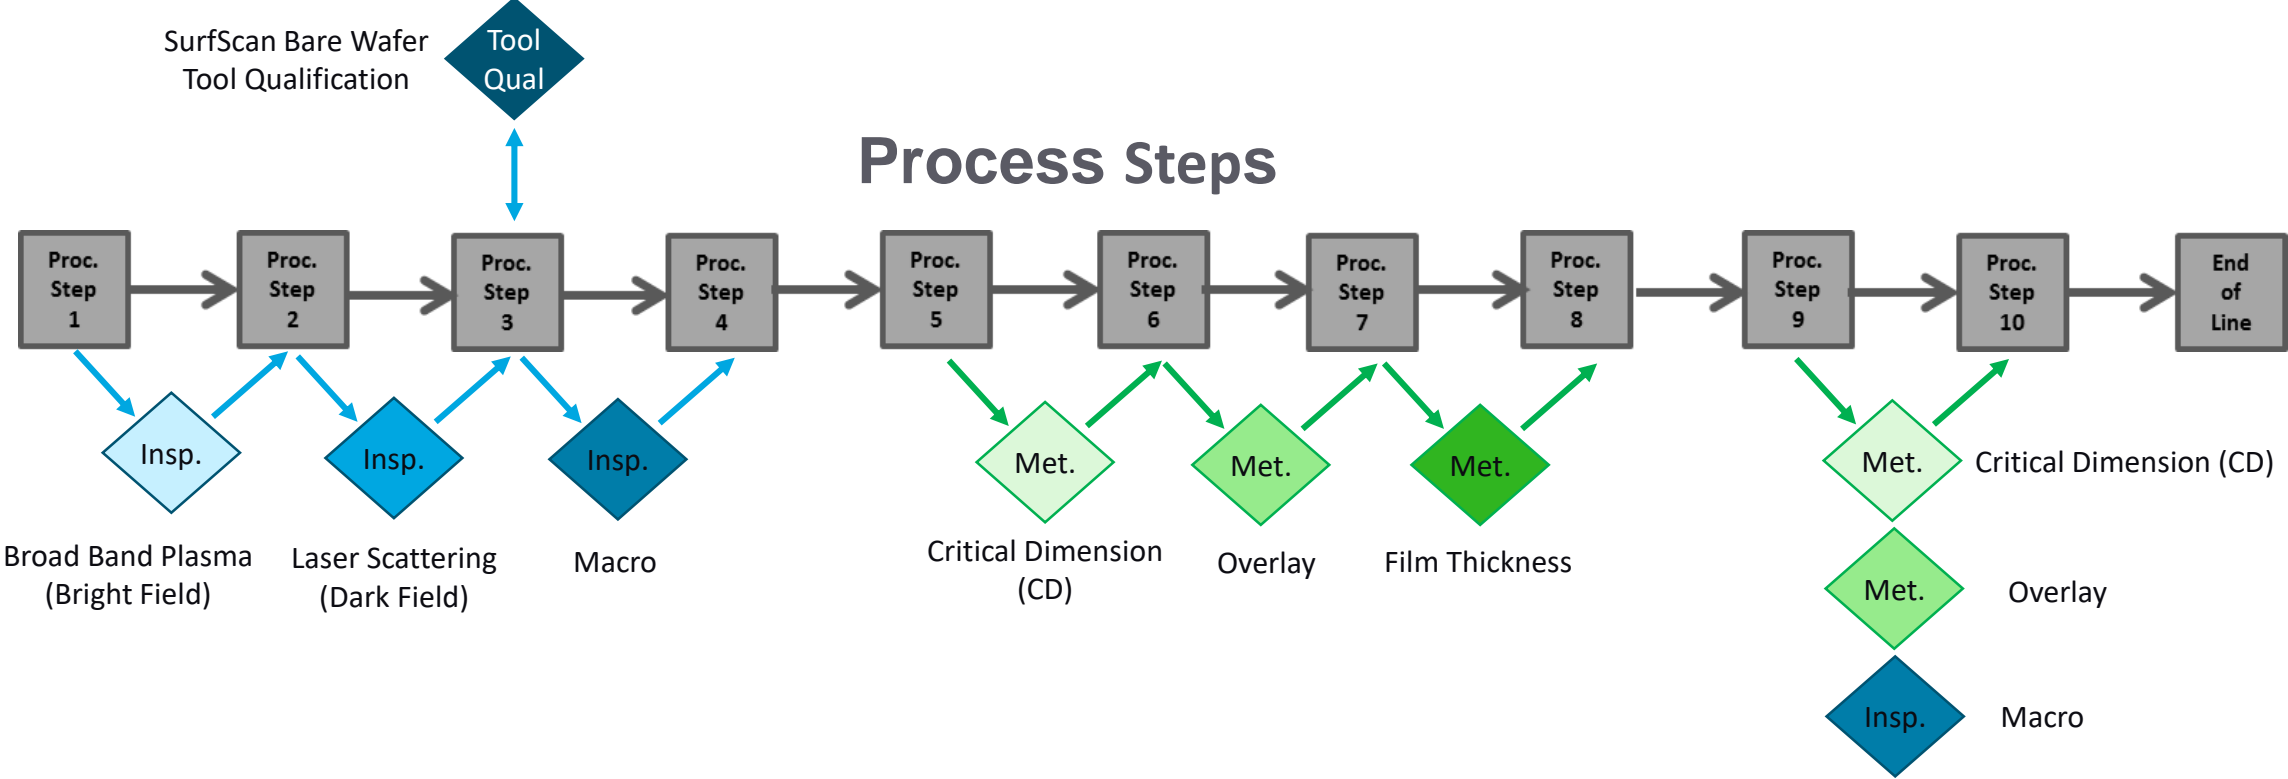 SurfScan Bare Wafer
Tool Qualification
Tool
Qual
Process Steps
Proc.
Step
1
Proc.
Step
2
Proc.
Step
3
Proc.
Step
4
Proc.
Step
5
Proc.
Step
6
Proc.
Step
7
Proc.
Step
8
Proc.
Step
9
Proc.
Step
10
End
of
Line
Insp.
Insp.
Insp.
Met.
Met.
Met.
Met.
Critical Dimension (CD)
Broad Band Plasma
(Bright Field)
Laser Scattering
(Dark Field)
Macro
Critical Dimension
(CD)
Overlay
Film Thickness
Met.
Overlay
Insp.
Macro